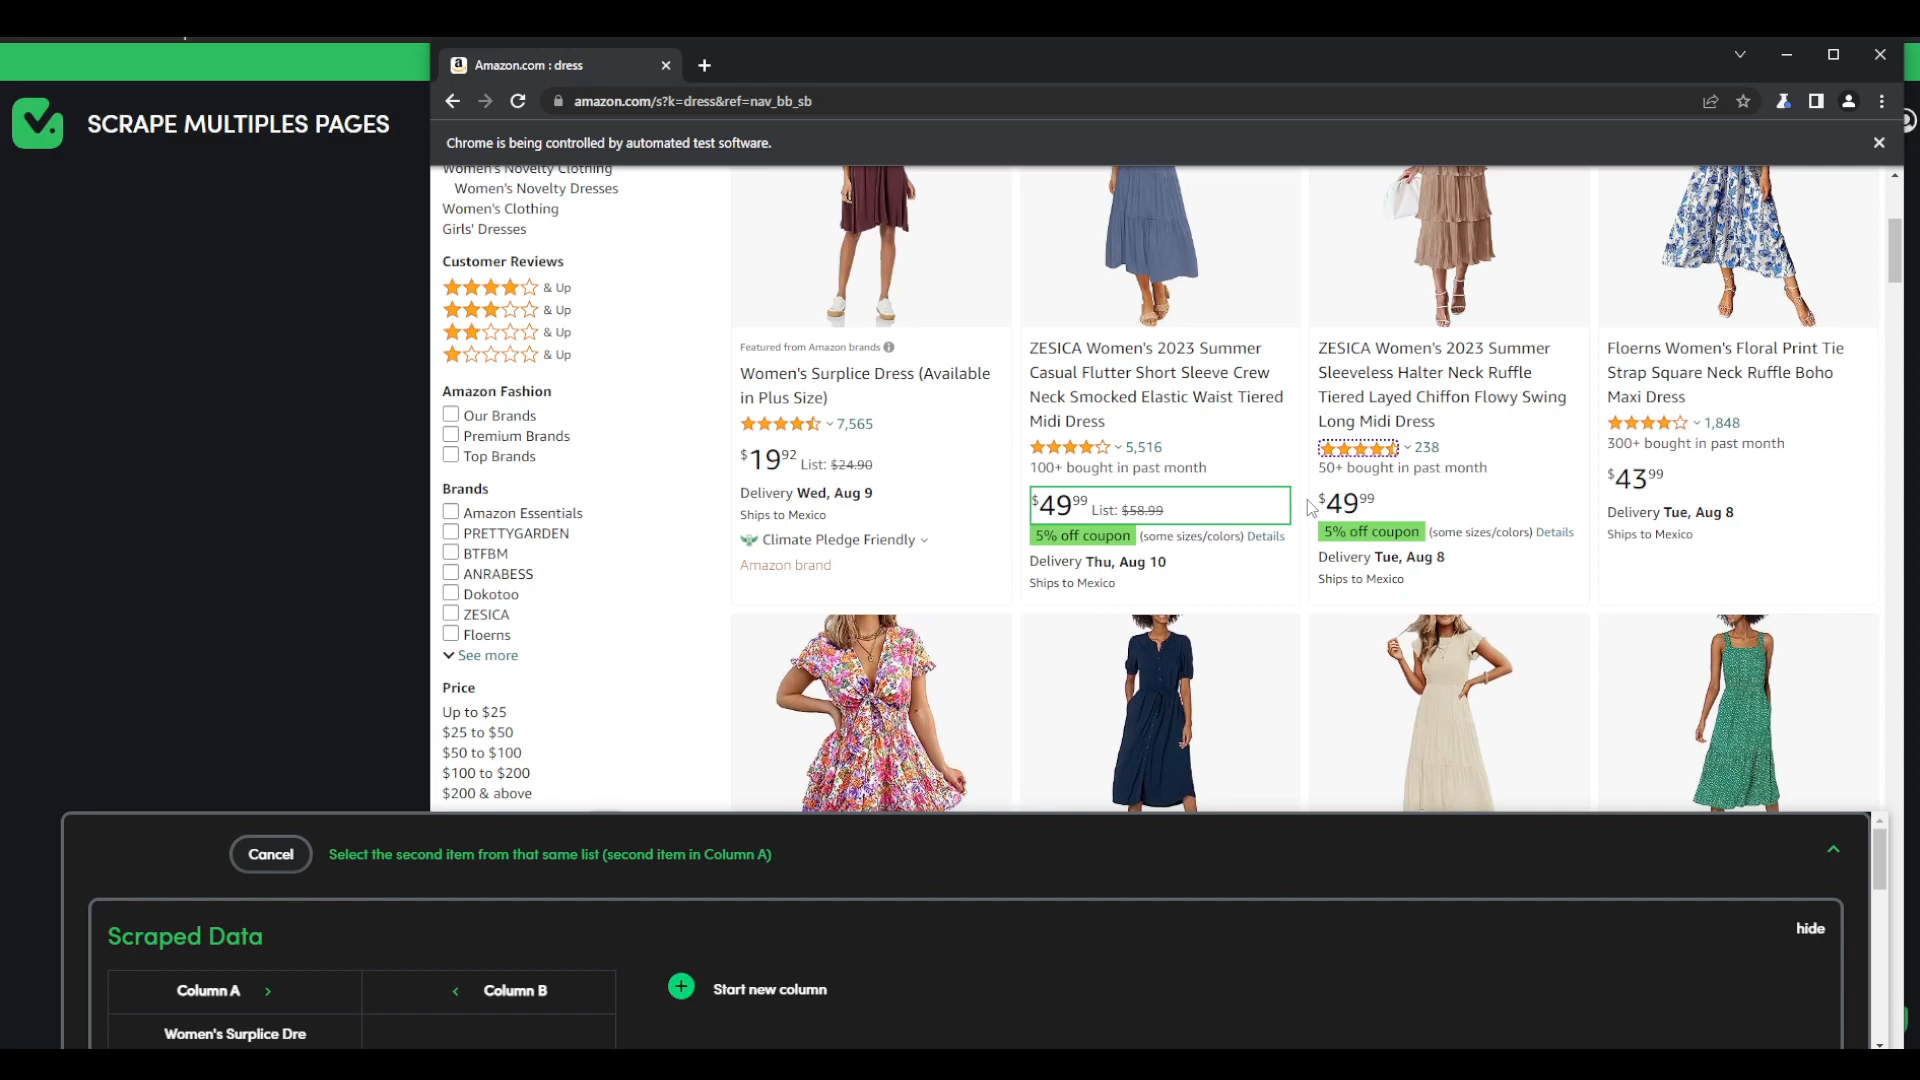 SCRAPE MULTIPLES PAGES
Amazon.com : dress
amazon.com/s?k=dress&ref=nav_bb_sb
Chrome is being controlled by automated test software.
Women's Novelty Clothing
Women's Novelty Dresses
Women's Clothing
Girls' Dresses
Customer Reviews
& Up
& Up
& Up
& Up
Amazon Fashion
Our Brands
Premium Brands
Top Brands
Brands
Amazon Essentials
PRETTYGARDEN
BTFBM
ANRABESS
Dokotoo
ZESICA
Floerns
See more
Price
Up to $25
$25 to $50
$50 to $100
$100 to $200
$200 & above
Featured from Amazon brands
Women's Surplice Dress (Available
in Plus Size)
7,565
$19.92 List: $24.90
Delivery Wed, Aug 9
Ships to Mexico
Climate Pledge Friendly
Amazon brand
ZESICA Women's 2023 Summer
Casual Flutter Short Sleeve Crew
Neck Smocked Elastic Waist Tiered
Midi Dress
5,516
100+ bought in past month
$49.99 List: $58.99
5% off coupon (some sizes/colors) Details
Delivery Thu, Aug 10
Ships to Mexico
ZESICA Women's 2023 Summer
Sleeveless Halter Neck Ruffle
Tiered Layed Chiffon Flowy Swing
Long Midi Dress
238
50+ bought in past month
$49.99
5% off coupon (some sizes/colors) Details
Delivery Tue, Aug 8
Ships to Mexico
Floerns Women's Floral Print Tie
Strap Square Neck Ruffle Boho
Maxi Dress
1,848
300+ bought in past month
$43.99
Delivery Tue, Aug 8
Ships to Mexico
Cancel
Select the second item from that same list (second item in Column A)
Scraped Data
hide
Column A
Column B
Start new column
Women's Surplice Dre